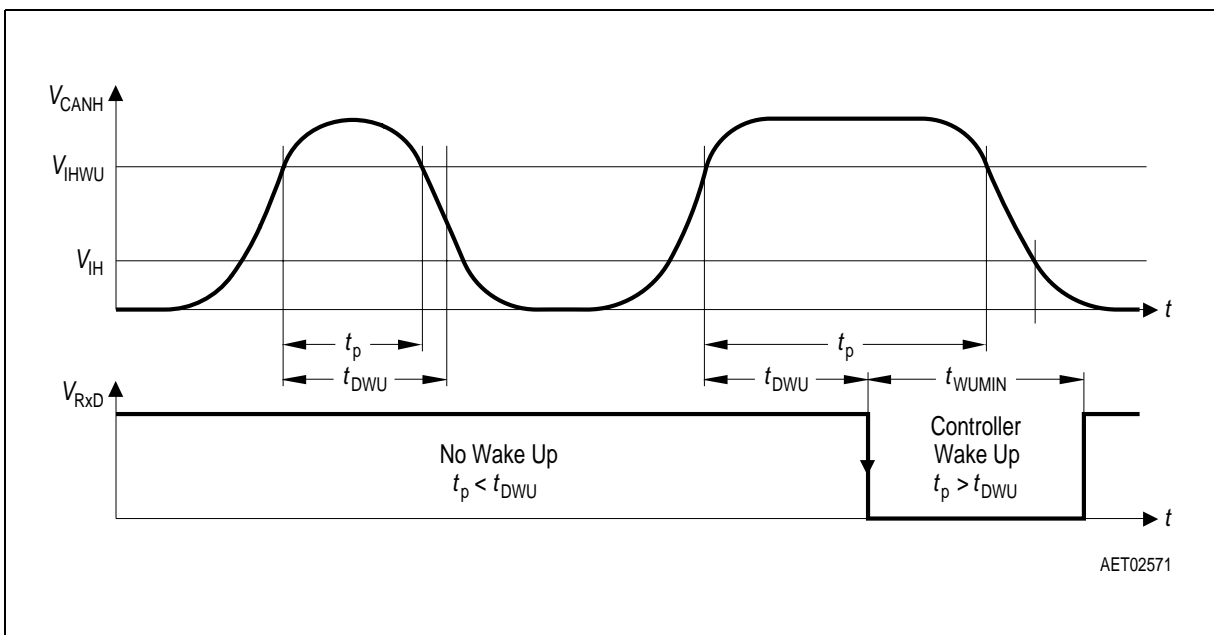 V_CANH
V_IHWU
V_IH
t
t_p
t_p
t_DWU
t_DWU
t_WUMIN
V_RxD
Controller
No Wake Up
Wake Up
t_p < t_DWU
t_p > t_DWU
t
AET02571